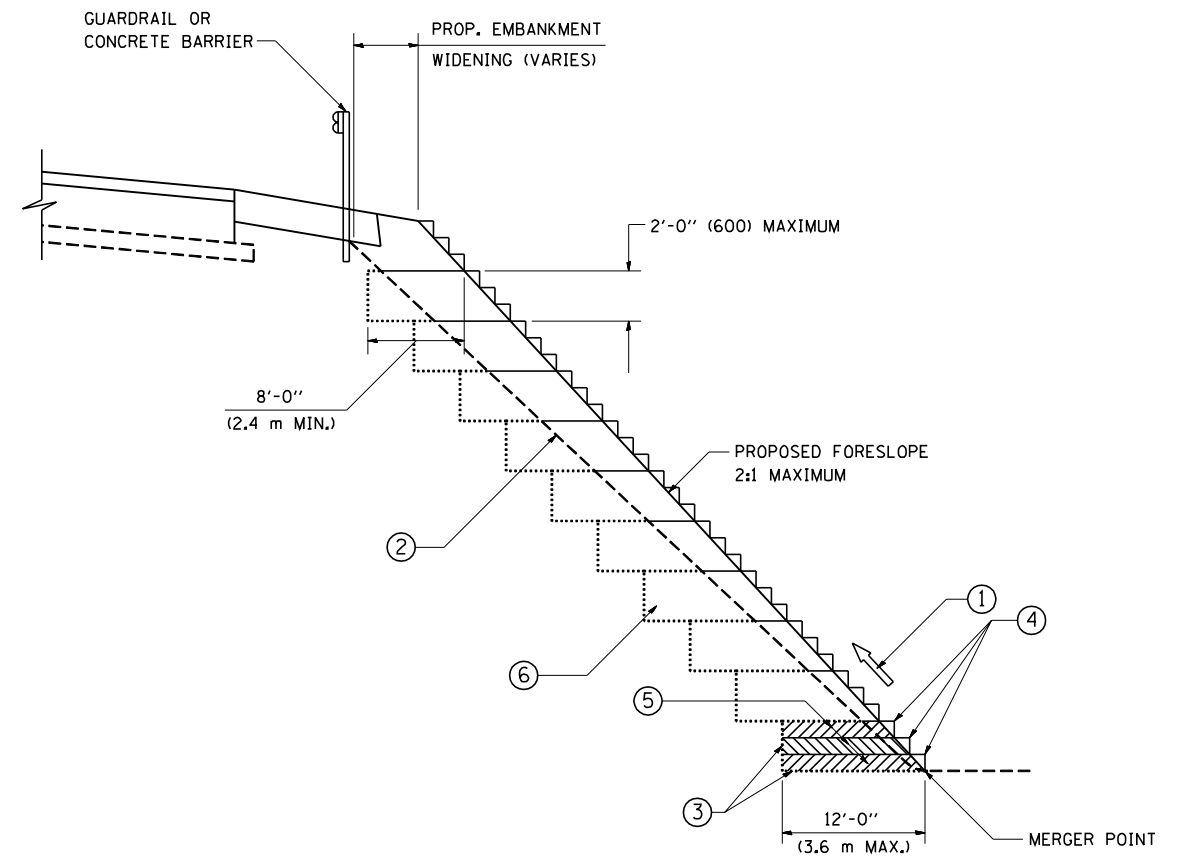 GUARDRAIL OR
CONCRETE BARRIER
PROP. EMBANKMENT
WIDENING (VARIES)
2'-0'' (600) MAXIMUM
8'-0''
(2.4 m MIN.)
PROPOSED FORESLOPE
2:1 MAXIMUM
2
1
4
6
5
3
12'-0''
(3.6 m MAX.)
MERGER POINT